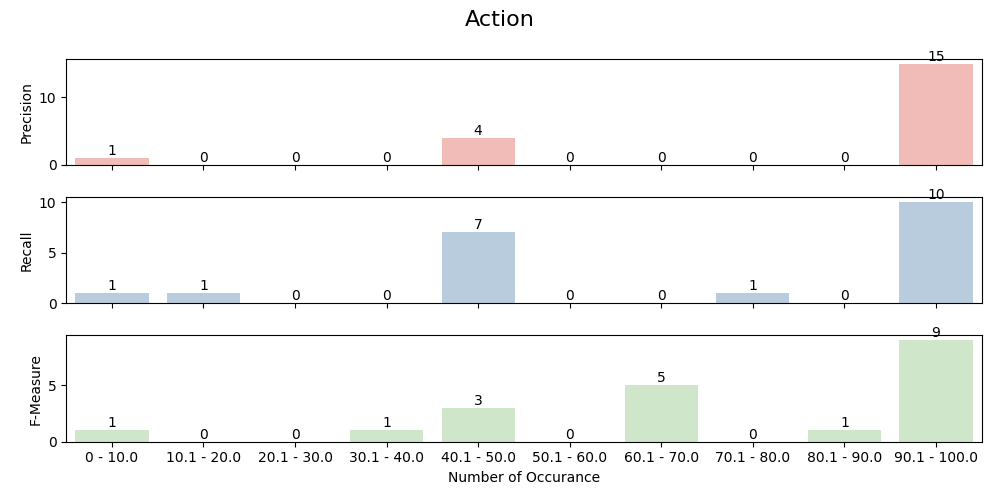 Action
Precision
10
0
1 0 0 0 4 0 0 0 0 15
Recall
10
5
0
1 1 0 0 7 0 0 1 0 10
F-Measure
5
0
1 0 0 1 3 0 5 0 1 9
0 - 10.0 10.1 - 20.0 20.1 - 30.0 30.1 - 40.0 40.1 - 50.0 50.1 - 60.0 60.1 - 70.0 70.1 - 80.0 80.1 - 90.0 90.1 - 100.0
Number of Occurance